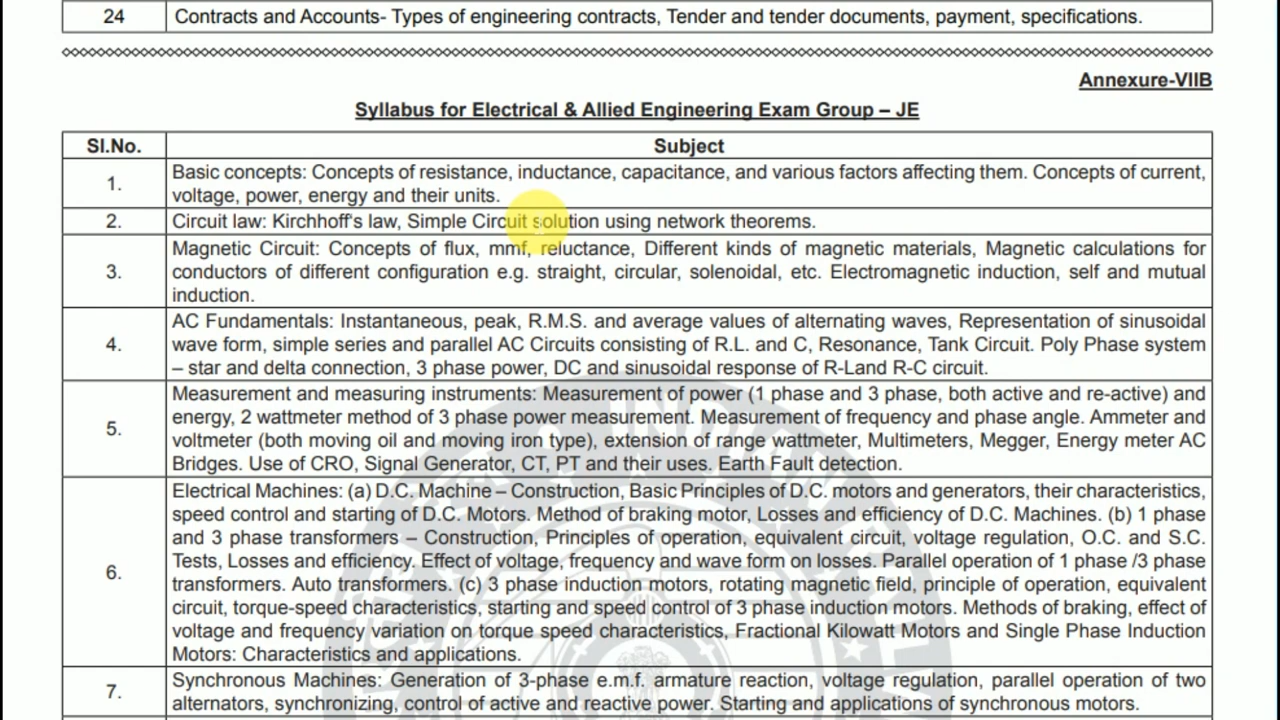 24 Contracts and Accounts- Types of engineering contracts, Tender and tender documents, payment, specifications.
Annexure-VIIB
Syllabus for Electrical & Allied Engineering Exam Group – JE
Sl.No. Subject
1. Basic concepts: Concepts of resistance, inductance, capacitance, and various factors affecting them. Concepts of current,
voltage, power, energy and their units.
2. Circuit law: Kirchhoff's law, Simple Circuit solution using network theorems.
3. Magnetic Circuit: Concepts of flux, mmf, reluctance, Different kinds of magnetic materials, Magnetic calculations for
conductors of different configuration e.g. straight, circular, solenoidal, etc. Electromagnetic induction, self and mutual
induction.
4. AC Fundamentals: Instantaneous, peak, R.M.S. and average values of alternating waves, Representation of sinusoidal
wave form, simple series and parallel AC Circuits consisting of R.L. and C, Resonance, Tank Circuit. Poly Phase system
– star and delta connection, 3 phase power, DC and sinusoidal response of R-Land R-C circuit.
5. Measurement and measuring instruments: Measurement of power (1 phase and 3 phase, both active and re-active) and
energy, 2 wattmeter method of 3 phase power measurement. Measurement of frequency and phase angle. Ammeter and
voltmeter (both moving oil and moving iron type), extension of range wattmeter, Multimeters, Megger, Energy meter AC
Bridges. Use of CRO, Signal Generator, CT, PT and their uses. Earth Fault detection.
6. Electrical Machines: (a) D.C. Machine – Construction, Basic Principles of D.C. motors and generators, their characteristics,
speed control and starting of D.C. Motors. Method of braking motor, Losses and efficiency of D.C. Machines. (b) 1 phase
and 3 phase transformers – Construction, Principles of operation, equivalent circuit, voltage regulation, O.C. and S.C.
Tests, Losses and efficiency. Effect of voltage, frequency and wave form on losses. Parallel operation of 1 phase /3 phase
transformers. Auto transformers. (c) 3 phase induction motors, rotating magnetic field, principle of operation, equivalent
circuit, torque-speed characteristics, starting and speed control of 3 phase induction motors. Methods of braking, effect of
voltage and frequency variation on torque speed characteristics, Fractional Kilowatt Motors and Single Phase Induction
Motors: Characteristics and applications.
7. Synchronous Machines: Generation of 3-phase e.m.f. armature reaction, voltage regulation, parallel operation of two
alternators, synchronizing, control of active and reactive power. Starting and applications of synchronous motors.